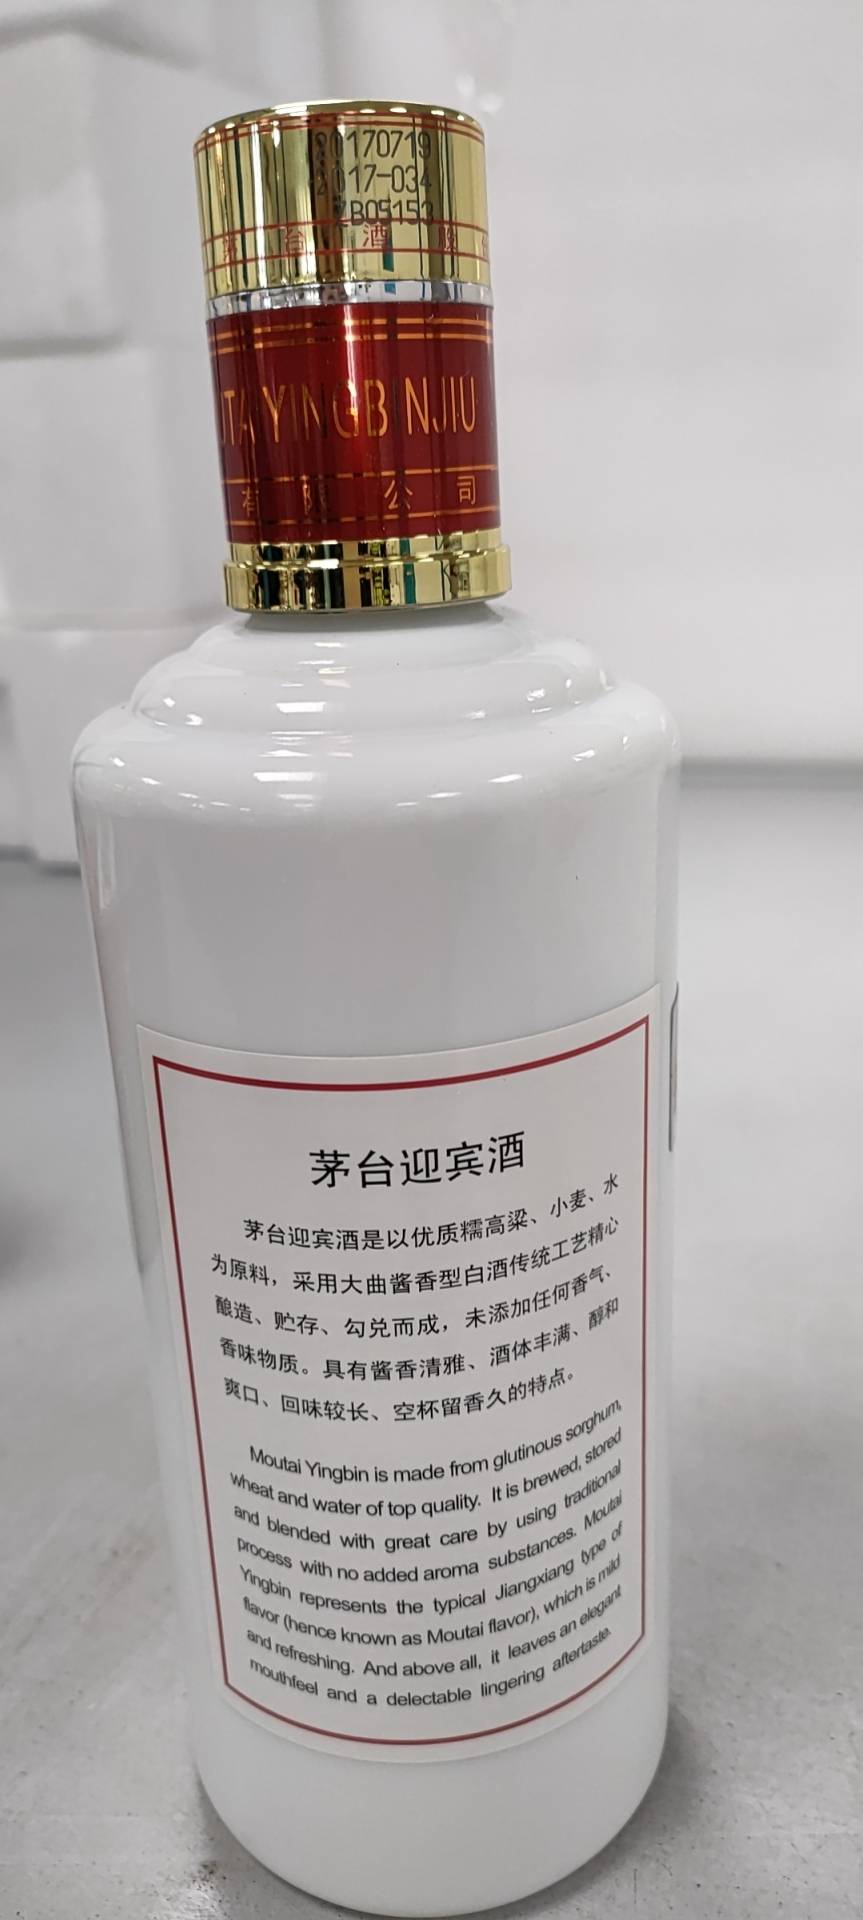 20170719
2017-034
ZB05153
茅台酒股份
UTAI YINGBINJIU
有限公司
茅台迎宾酒
茅台迎宾酒是以优质糯高粱、小麦、水
为原料，采用大曲酱香型白酒传统工艺精心
酿造、贮存、勾兑而成，未添加任何香气、
香味物质。具有酱香清雅、酒体丰满、醇和
爽口、回味较长、空杯留香久的特点。
Moutai Yingbin is made from glutinous sorghum,
wheat and water of top quality. It is brewed, stored
and blended with great care by using traditional
process with no added aroma substances. Moutai
Yingbin represents the typical Jiangxiang type of
flavor (hence known as Moutai flavor), which is mild
and refreshing. And above all, it leaves an elegant
mouthfeel and a delectable lingering aftertaste.